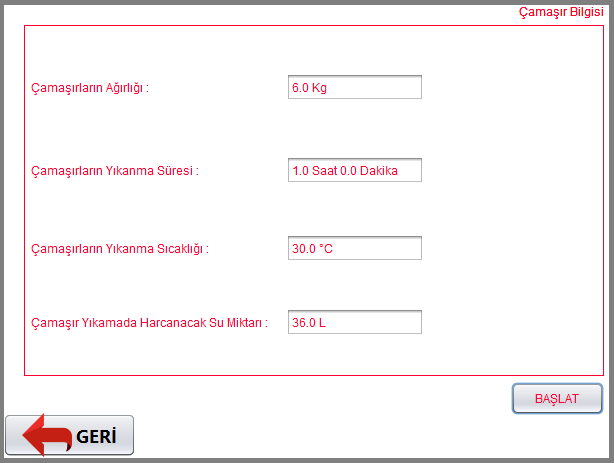 Çamaşır Bilgisi
Çamaşırların Ağırlığı : 6.0 Kg
Çamaşırların Yıkanma Süresi : 1.0 Saat 0.0 Dakika
Çamaşırların Yıkanma Sıcaklığı : 30.0 °C
Çamaşır Yıkamada Harcanacak Su Miktarı : 36.0 L
BAŞLAT
GERİ